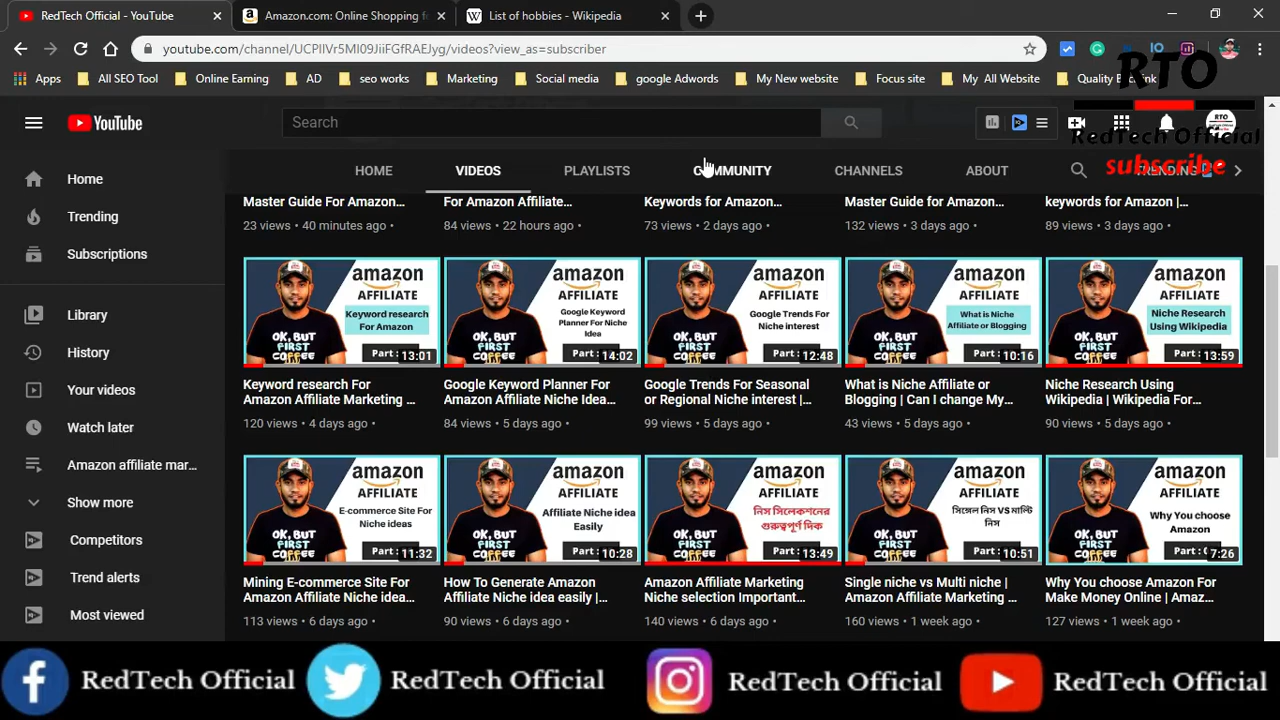 RedTech Official - YouTube
Amazon.com: Online Shopping f
List of hobbies - Wikipedia
youtube.com/channel/UCPIlVr5Ml09JiiFGfRAEJyg/videos?view_as=subscriber
Apps
All SEO Tool
Online Earning
AD
seo works
Marketing
Social media
google Adwords
My New website
Focus site
My All Website
Quality Backlink
RTO
RedTech Official
subscribe
YouTube
Search
HOME
VIDEOS
PLAYLISTS
COMMUNITY
CHANNELS
ABOUT
TRENDING
Home
Trending
Subscriptions
Library
History
Your videos
Watch later
Amazon affiliate mar...
Show more
Competitors
Trend alerts
Most viewed
Master Guide For Amazon...
23 views • 40 minutes ago
For Amazon Affiliate...
84 views • 22 hours ago
Keywords for Amazon...
73 views • 2 days ago
Master Guide for Amazon...
132 views • 3 days ago
keywords for Amazon |...
89 views • 3 days ago
amazon
AFFILIATE
Keyword research
For Amazon
OK, BUT
FIRST
COFFEE
Part :
13:01
Keyword research For
Amazon Affiliate Marketing ...
120 views • 4 days ago
amazon
AFFILIATE
Google Keyword
Planner For Niche
Idea
OK, BUT
FIRST
COFFEE
Part :
14:02
Google Keyword Planner For
Amazon Affiliate Niche Idea...
84 views • 5 days ago
amazon
AFFILIATE
Google Trends For
Niche interest
OK, BUT
FIRST
COFFEE
Part :
12:48
Google Trends For Seasonal
or Regional Niche interest |...
99 views • 5 days ago
amazon
AFFILIATE
What is Niche
Affiliate or Blogging
OK, BUT
FIRST
COFFEE
Part :
10:16
What is Niche Affiliate or
Blogging | Can I change My...
43 views • 5 days ago
amazon
AFFILIATE
Niche Research
Using Wikipedia
OK, BUT
FIRST
COFFEE
Part :
13:59
Niche Research Using
Wikipedia | Wikipedia For...
90 views • 5 days ago
amazon
AFFILIATE
E-commerce Site For
Niche ideas
OK, BUT
FIRST
COFFEE
Part :
11:32
Mining E-commerce Site For
Amazon Affiliate Niche idea...
113 views • 6 days ago
amazon
AFFILIATE
Affiliate Niche idea
Easily
OK, BUT
FIRST
COFFEE
Part :
10:28
How To Generate Amazon
Affiliate Niche idea easily |...
90 views • 6 days ago
amazon
AFFILIATE
নিস সিলেকশনের
গুরুত্বপূর্ণ দিক
OK, BUT
FIRST
COFFEE
Part :
13:49
Amazon Affiliate Marketing
Niche selection Important...
140 views • 6 days ago
amazon
AFFILIATE
সিঙ্গেল নিস VS মাল্টি
নিস
OK, BUT
FIRST
COFFEE
Part :
10:51
Single niche vs Multi niche |
Amazon Affiliate Marketing ...
160 views • 1 week ago
amazon
AFFILIATE
Why You choose
Amazon
OK, BUT
FIRST
COFFEE
Part :
7:26
Why You choose Amazon For
Make Money Online | Amaz...
127 views • 1 week ago
RedTech Official
RedTech Official
RedTech Official
RedTech Official